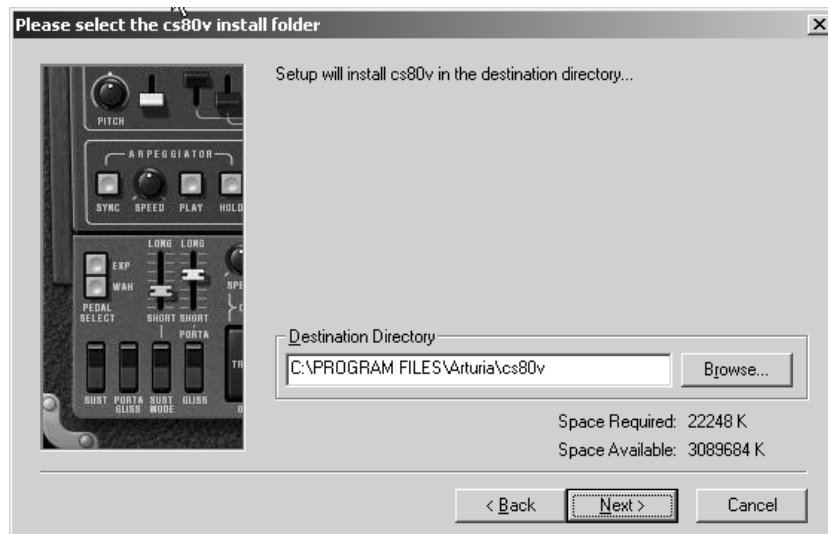 Please select the cs80v install folder
Setup will install cs80v in the destination directory...
PITCH
ARPEGGIATOR
SYNC SPEED PLAY HOLD
LONG LONG
EXP
WAH
PEDAL
SELECT
SHORT SHORT
PORTA
SUST PORTA SUST GLISS
GLISS MODE
Destination Directory
C:\PROGRAM FILES\Arturia\cs80v
Browse...
Space Required: 22248 K
Space Available: 3089684 K
< Back Next > Cancel